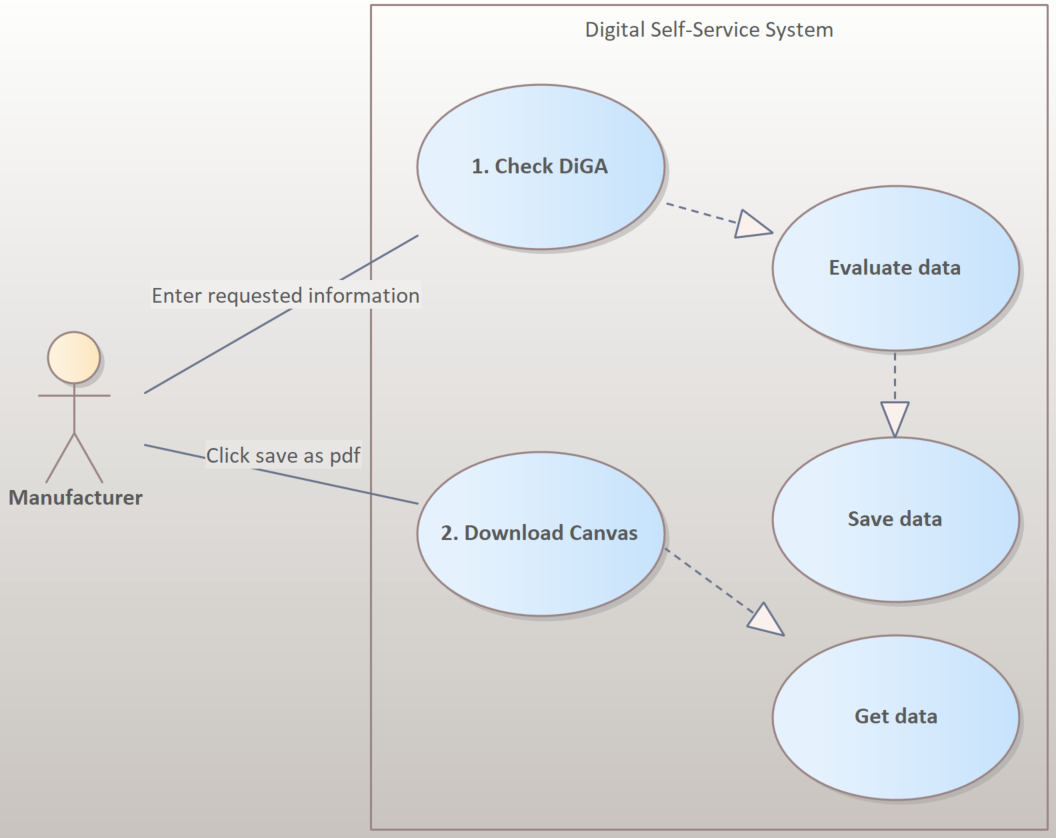 Digital Self-Service System
1. Check DiGA
Evaluate data
Enter requested information
Click save as pdf
Manufacturer
2. Download Canvas
Save data
Get data